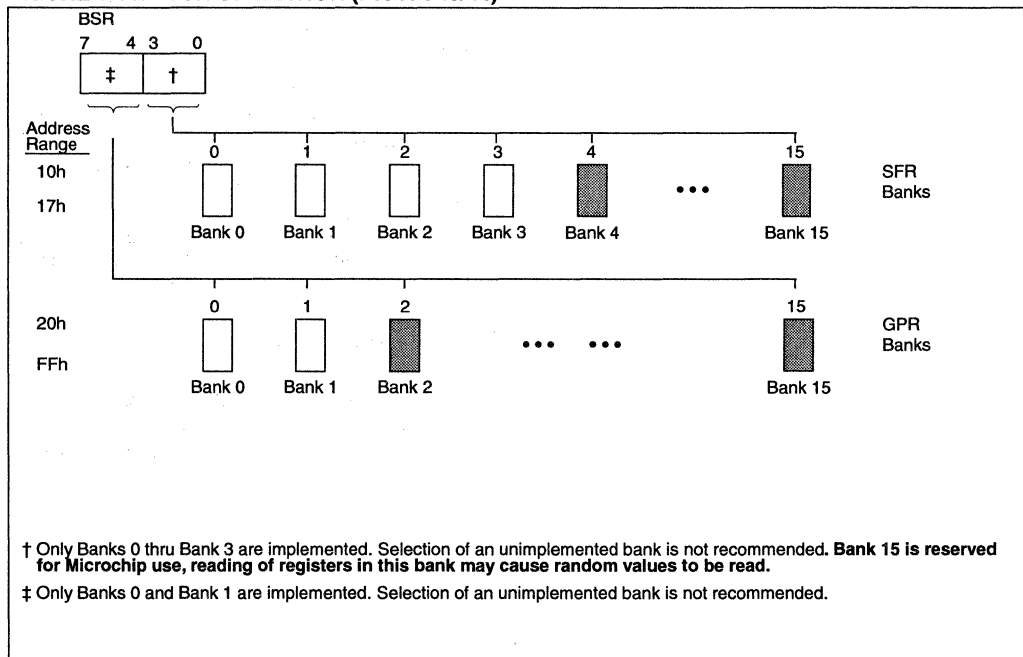 BSR
7 4 3 0
‡ †
Address
Range
0 1 2 3 4 15
10h
SFR
Banks
17h
•••
Bank 0 Bank 1 Bank 2 Bank 3 Bank 4 Bank 15
0 1 2 15
20h
GPR
Banks
••• •••
FFh
Bank 0 Bank 1 Bank 2 Bank 15
† Only Banks 0 thru Bank 3 are implemented. Selection of an unimplemented bank is not recommended. Bank 15 is reserved
for Microchip use, reading of registers in this bank may cause random values to be read.
‡ Only Banks 0 and Bank 1 are implemented. Selection of an unimplemented bank is not recommended.